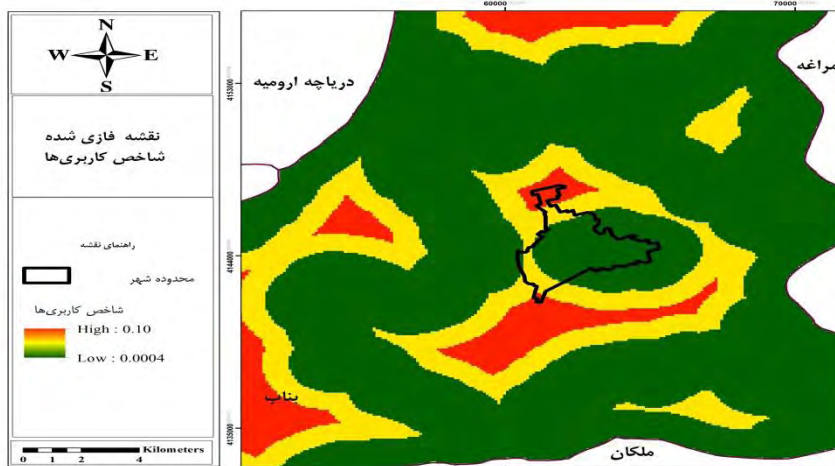 N
W E
S
نقشه فازی شده
شاخص کاربری‌ها
راهنمای نقشه
محدوده شهر
شاخص کاربری‌ها
High : 0.10
Low : 0.0004
Kilometers
0 1 2 4
60000 70000
4153000
4144000
4135000
دریاچه ارومیه
مراغه
بناب
ملکان